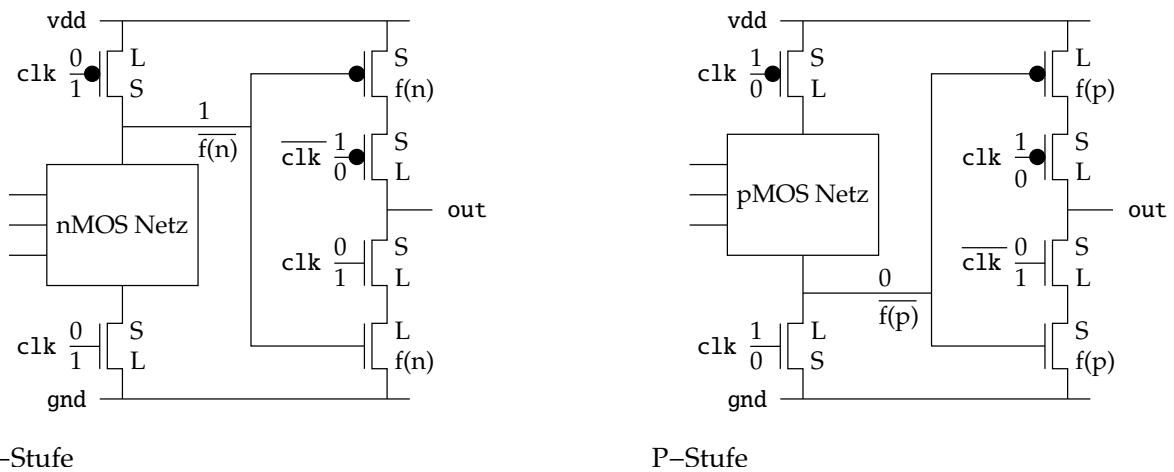 vdd
0 L
clk
1 S
1
f(n)
nMOS Netz
0 S
clk
1 L
gnd
S
f(n)
clk 1 S
0 L
out
0 S
clk
1 L
L
f(n)
–Stufe
vdd
1 S
clk
0 L
pMOS Netz
0
f(p)
1 L
clk
0 S
gnd
L
f(p)
1 S
clk
0 L
out
clk 0 S
1 L
S
f(p)
P–Stufe